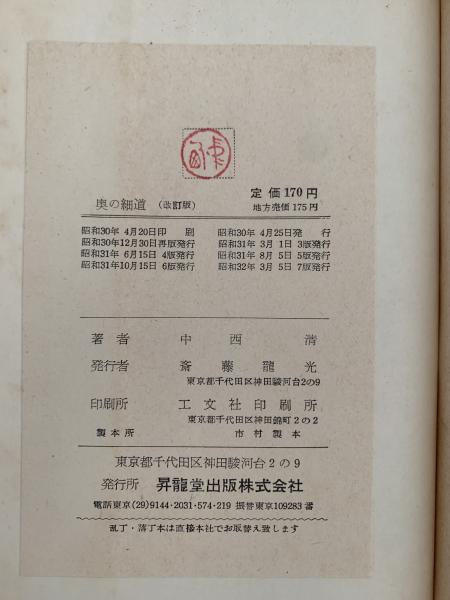 奥の細道 (改訂版) 定価170円
地方売価175円
昭和30年 4月20日印 刷 昭和30年 4月25日発 行
昭和30年12月30日再版発行 昭和31年 3月 1日 3版発行
昭和31年 6月15日 4版発行 昭和31年 8月 5日 5版発行
昭和31年10月15日 6版発行 昭和32年 3月 5日 7版発行
著者 中西清
発行者 斎藤龍光
東京都千代田区神田駿河台2の9
印刷所 工文社印刷所
東京都千代田区神田錦町2の2
製本所 市村製本
東京都千代田区神田駿河台2の9
発行所 昇龍堂出版株式会社
電話東京(29)9144・2031・574・219 振替東京109283番
乱丁・落丁本は直接本社でお取替え致します